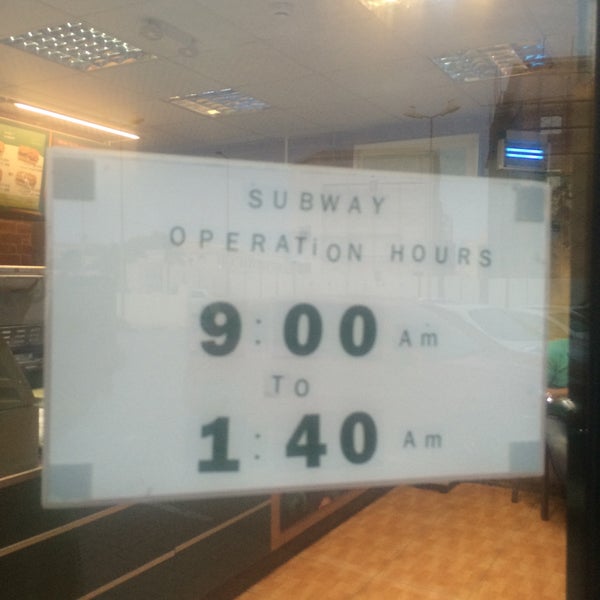 SUBWAY
OPERATiON HOURS
9:00 Am
TO
1:40 Am